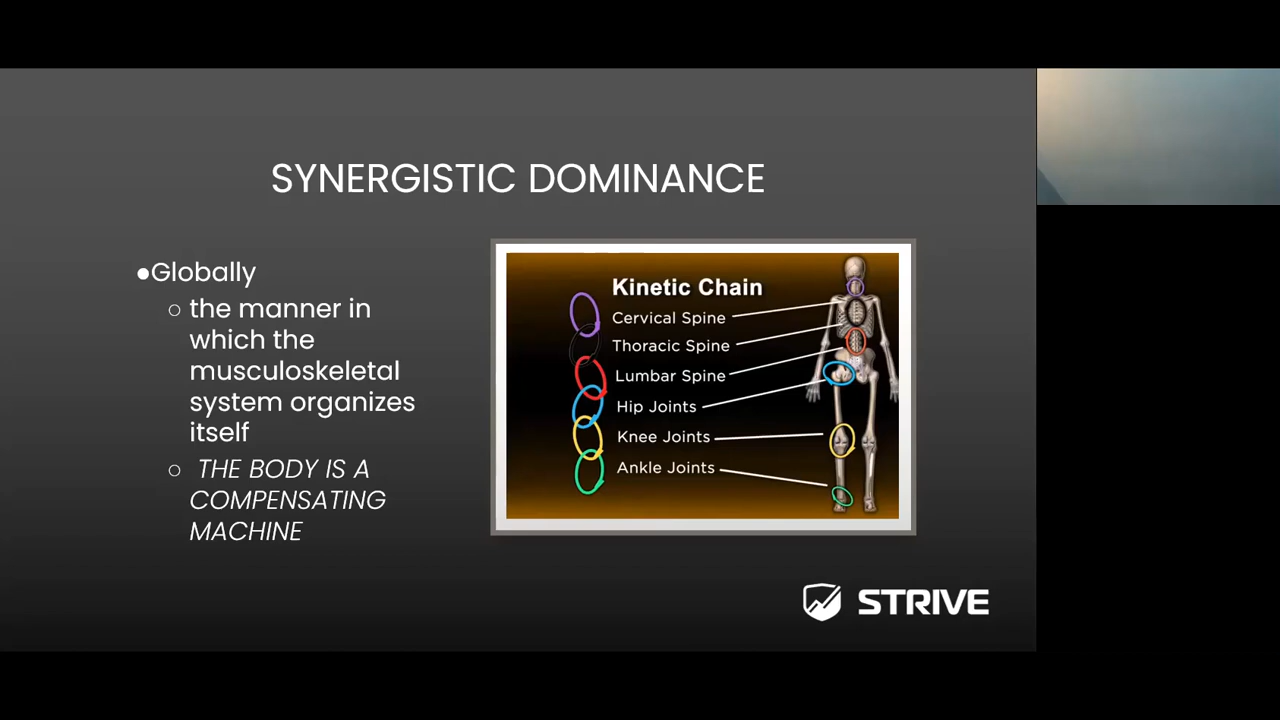 SYNERGISTIC DOMINANCE
●Globally
○ the manner in
which the
musculoskeletal
system organizes
itself
○ THE BODY IS A
COMPENSATING
MACHINE
Kinetic Chain
Cervical Spine
Thoracic Spine
Lumbar Spine
Hip Joints
Knee Joints
Ankle Joints
STRIVE